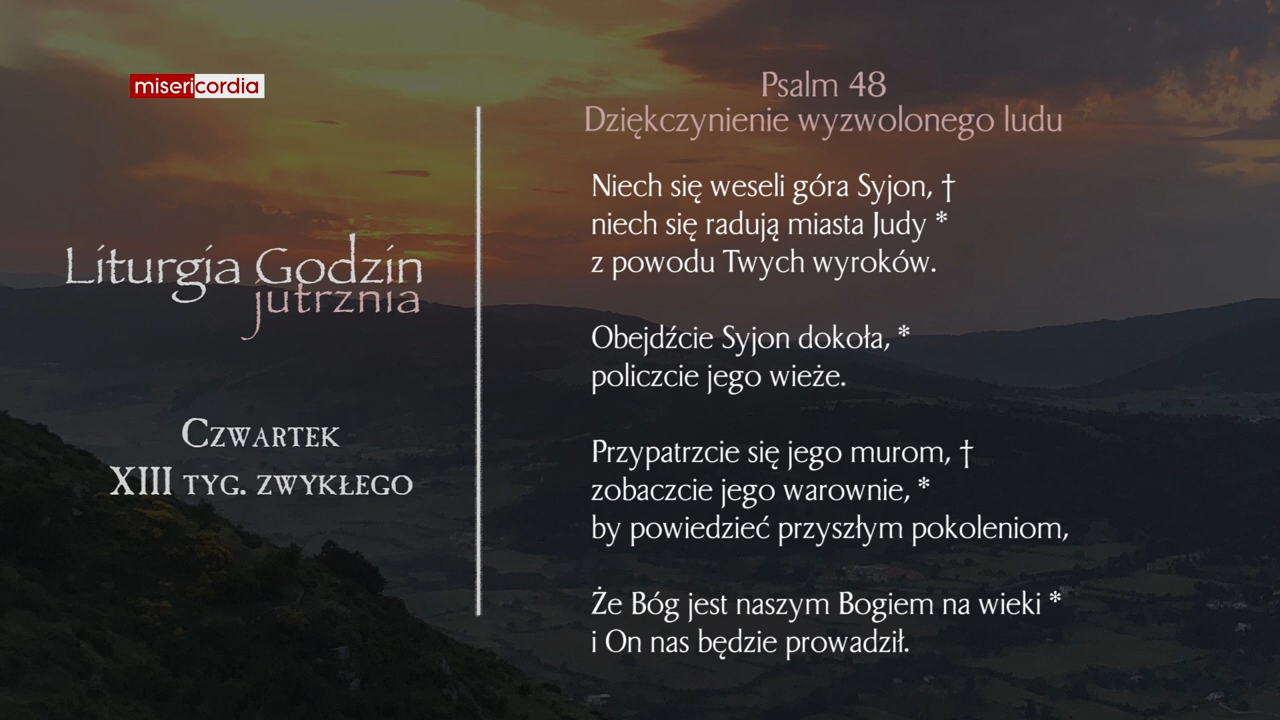 misericordia
Liturgia Godzin
jutrznia
Czwartek
XIII tyg. zwykłego
Psalm 48
Dziękczynienie wyzwolonego ludu
Niech się weseli góra Syjon, †
niech się radują miasta Judy *
z powodu Twych wyroków.
Obejdźcie Syjon dokoła, *
policzcie jego wieże.
Przypatrzcie się jego murom, †
zobaczcie jego warownie, *
by powiedzieć przyszłym pokoleniom,
Że Bóg jest naszym Bogiem na wieki *
i On nas będzie prowadził.